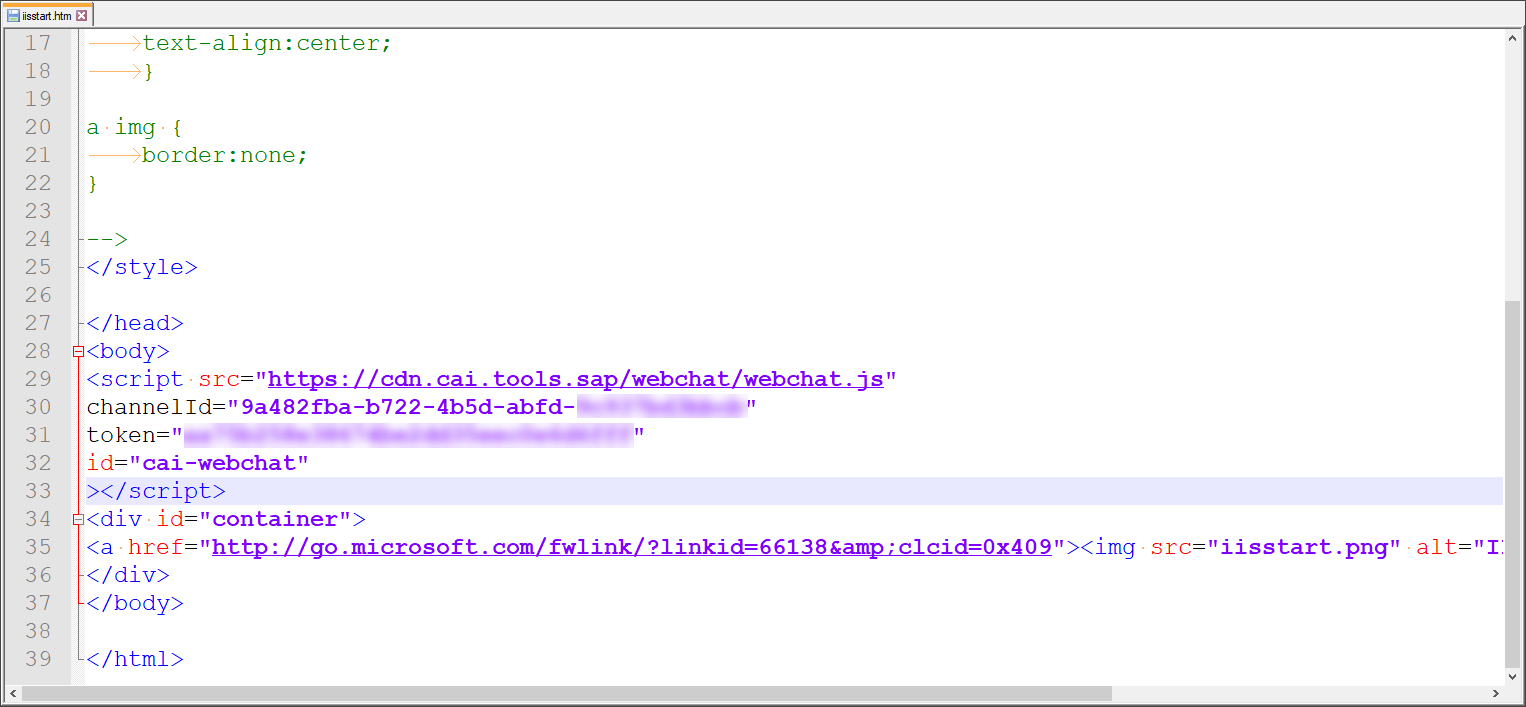 iisstart.htm
17 text-align:center;
18 }
19
20 a img {
21 border:none;
22 }
23
24 -->
25 </style>
26
27 </head>
28 <body>
29 <script src="https://cdn.cai.tools.sap/webchat/webchat.js"
30 channelId="9a482fba-b722-4b5d-abfd-"
31 token=""
32 id="cai-webchat"
33 ></script>
34 <div id="container">
35 <a href="http://go.microsoft.com/fwlink/?linkid=66138&amp;clcid=0x409"><img src="iisstart.png" alt="I
36 </div>
37 </body>
38
39 </html>